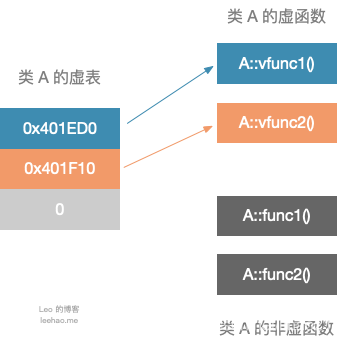 类 A 的虚函数
A::vfunc1()
类 A 的虚表
0x401ED0
A::vfunc2()
0x401F10
0
A::func1()
A::func2()
Leo 的博客
leehao.me
类 A 的非虚函数